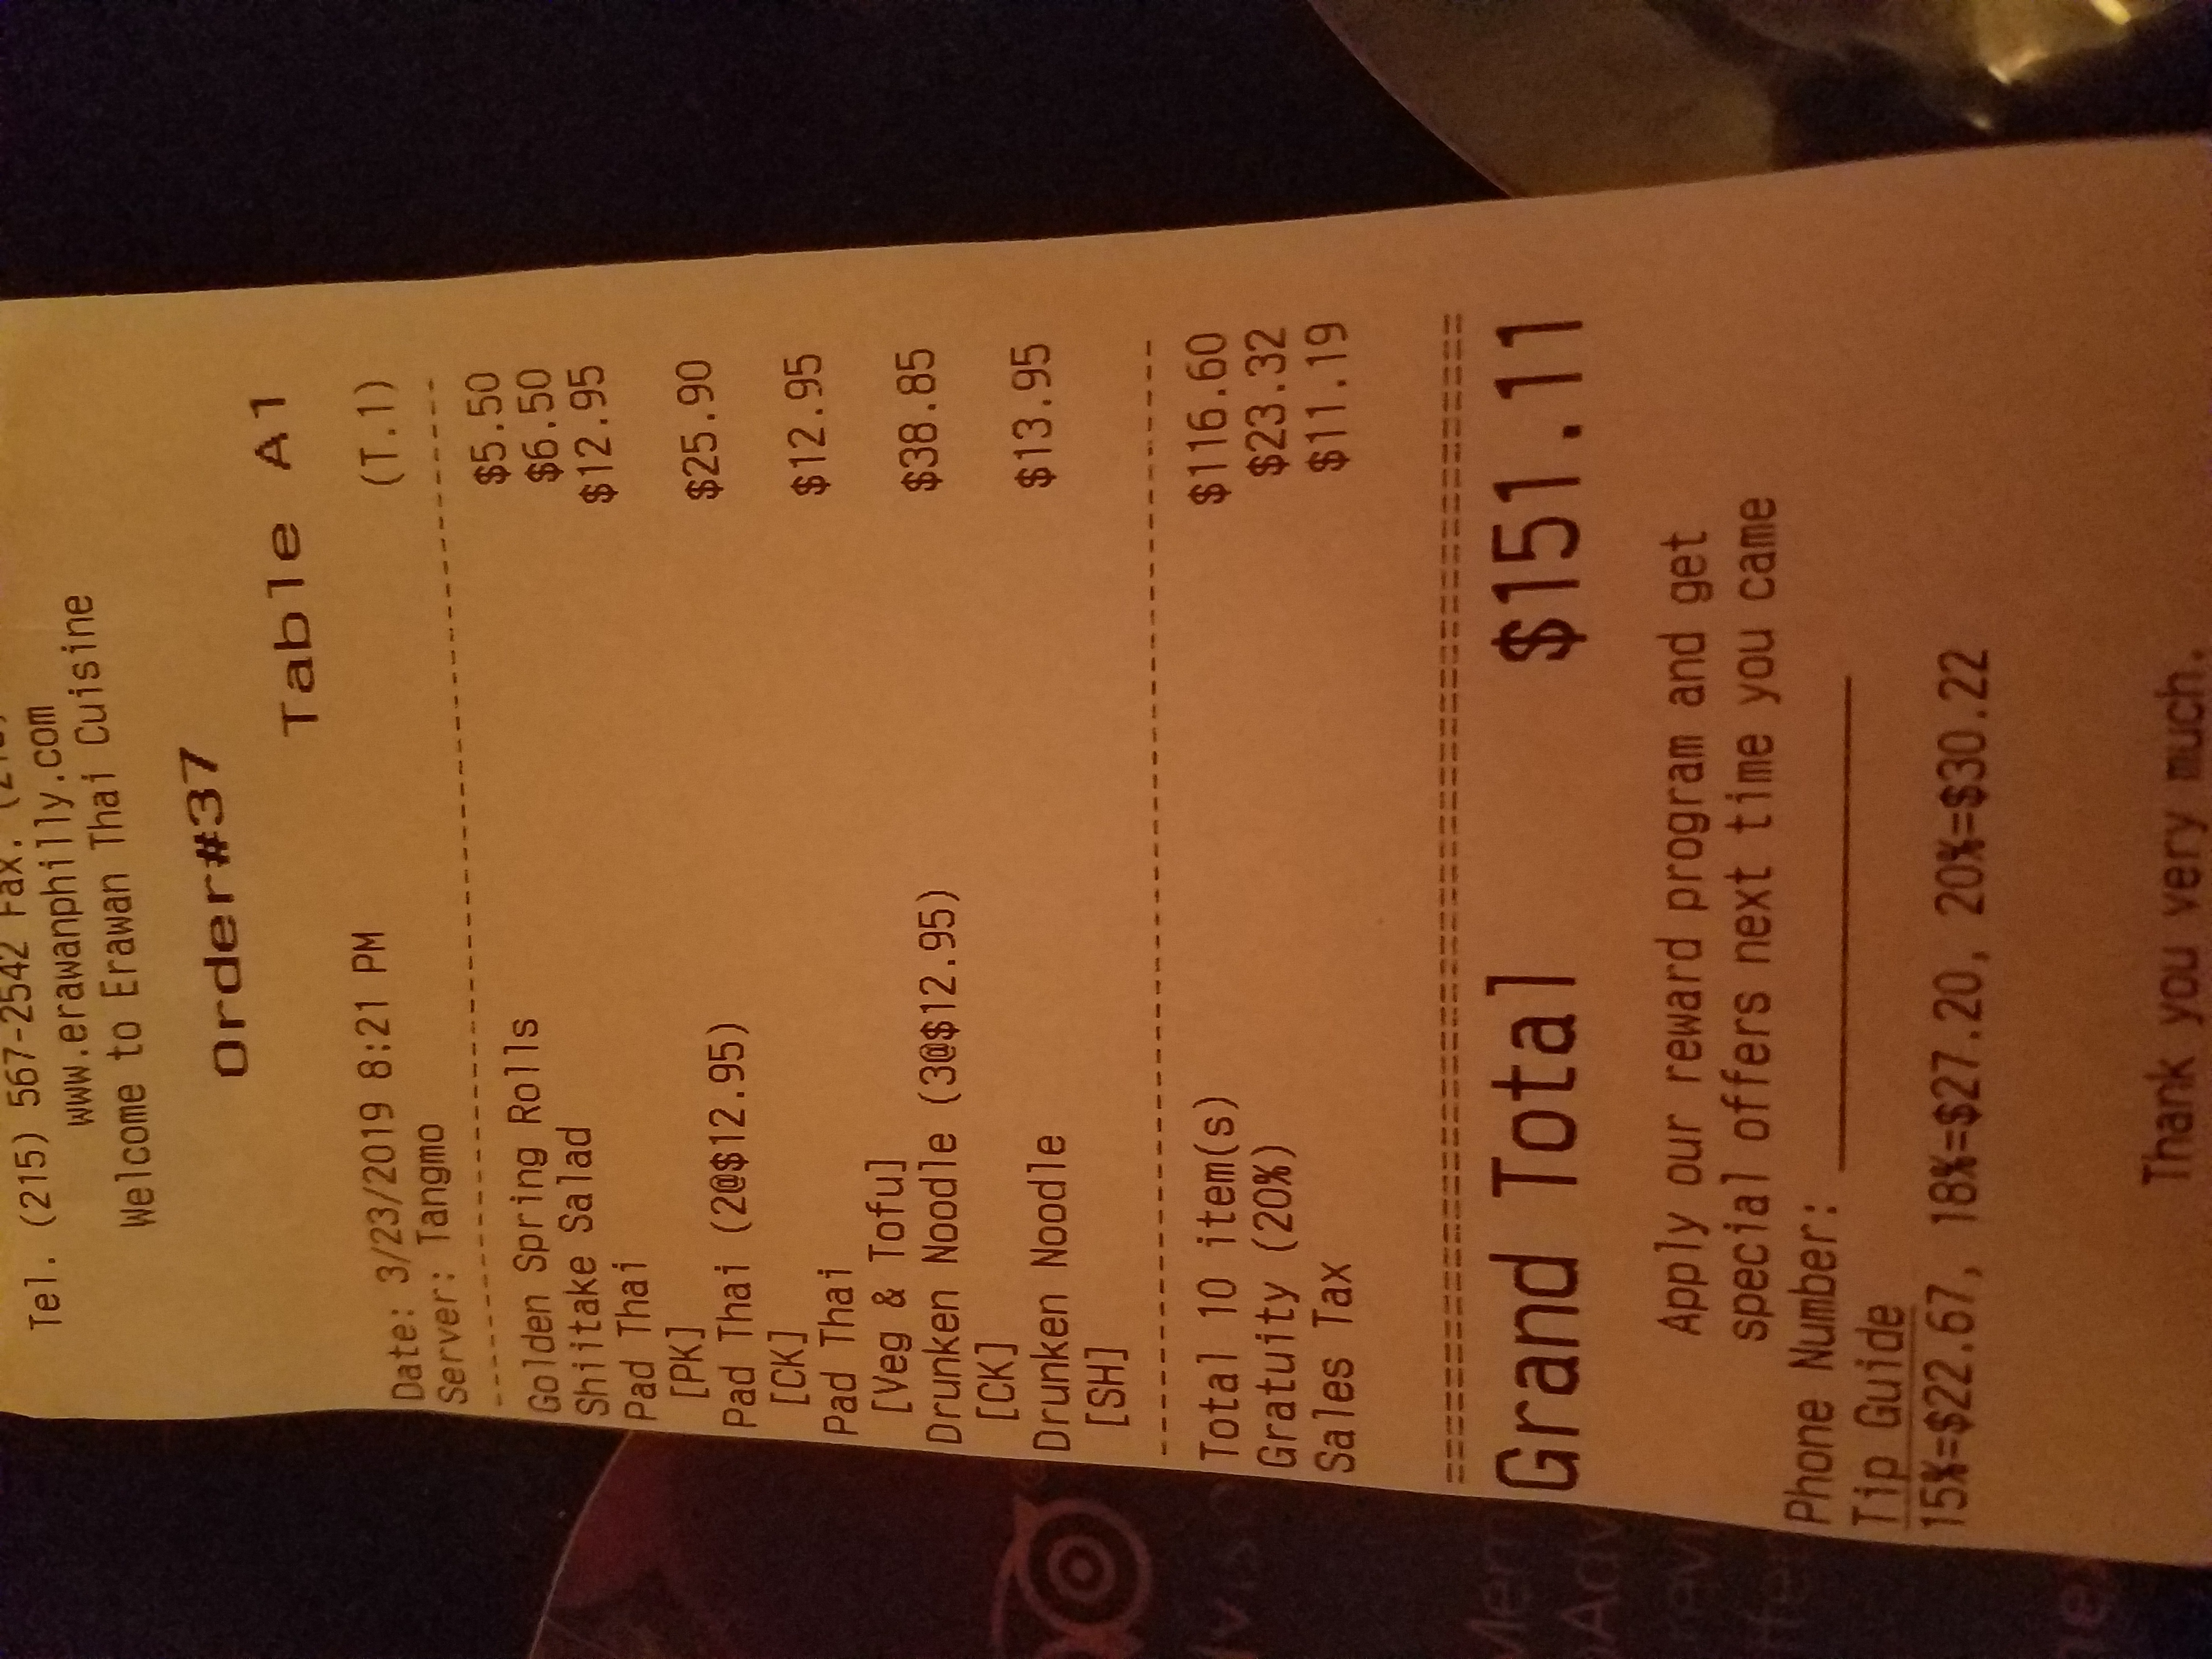 Tel. (215) 567-2542 Fax.
www.erawanphilly.com
Welcome to Erawan Thai Cuisine
Order#37
Table A1
Date: 3/23/2019 8:21 PM (T.1)
Server: Tangmo
Golden Spring Rolls $5.50
Shiitake Salad $6.50
Pad Thai $12.95
[PK]
Pad Thai (2@$12.95) $25.90
[CK]
Pad Thai $12.95
[Veg & Tofu]
Drunken Noodle (3@$12.95) $38.85
[CK]
Drunken Noodle $13.95
[SH]
Total 10 item(s) $116.60
Gratuity (20%) $23.32
Sales Tax $11.19
Grand Total $151.11
Apply our reward program and get
special offers next time you came
Phone Number:
Tip Guide
15%=$22.67, 18%=$27.20, 20%=$30.22
Thank you very much.